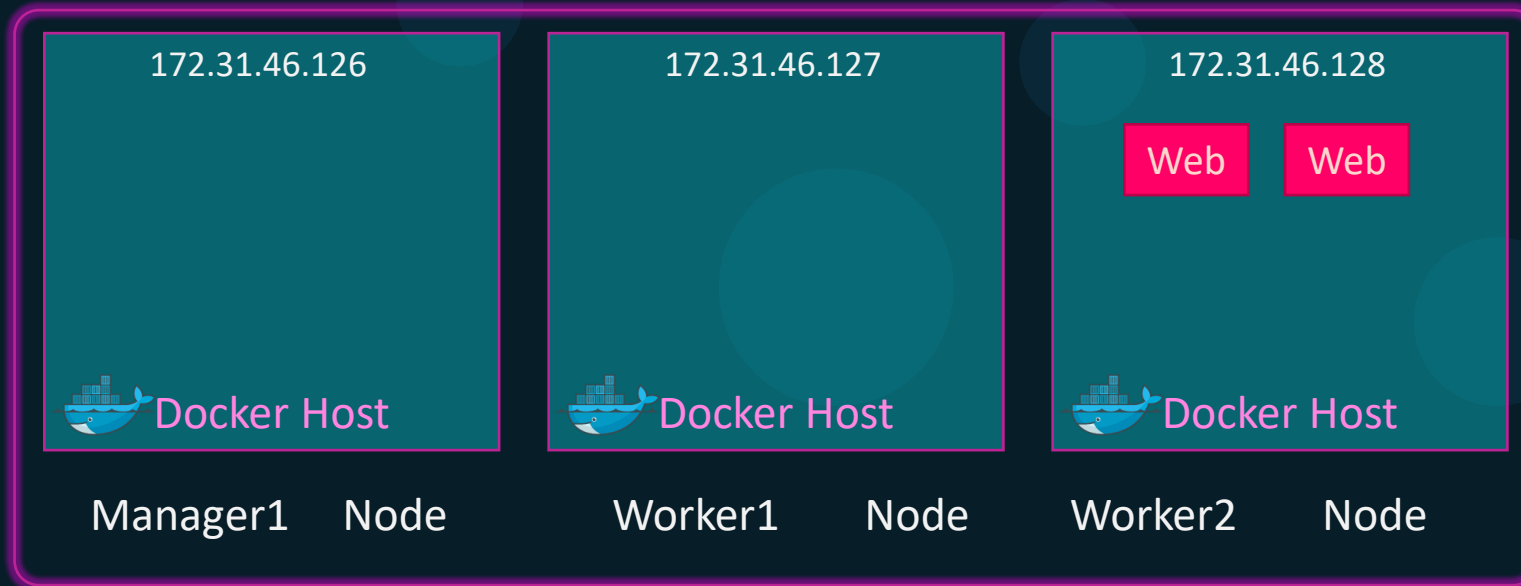 172.31.46.126
172.31.46.127
172.31.46.128
Web
Web
Docker Host
Docker Host
Docker Host
Manager1 Node
Worker1 Node
Worker2 Node